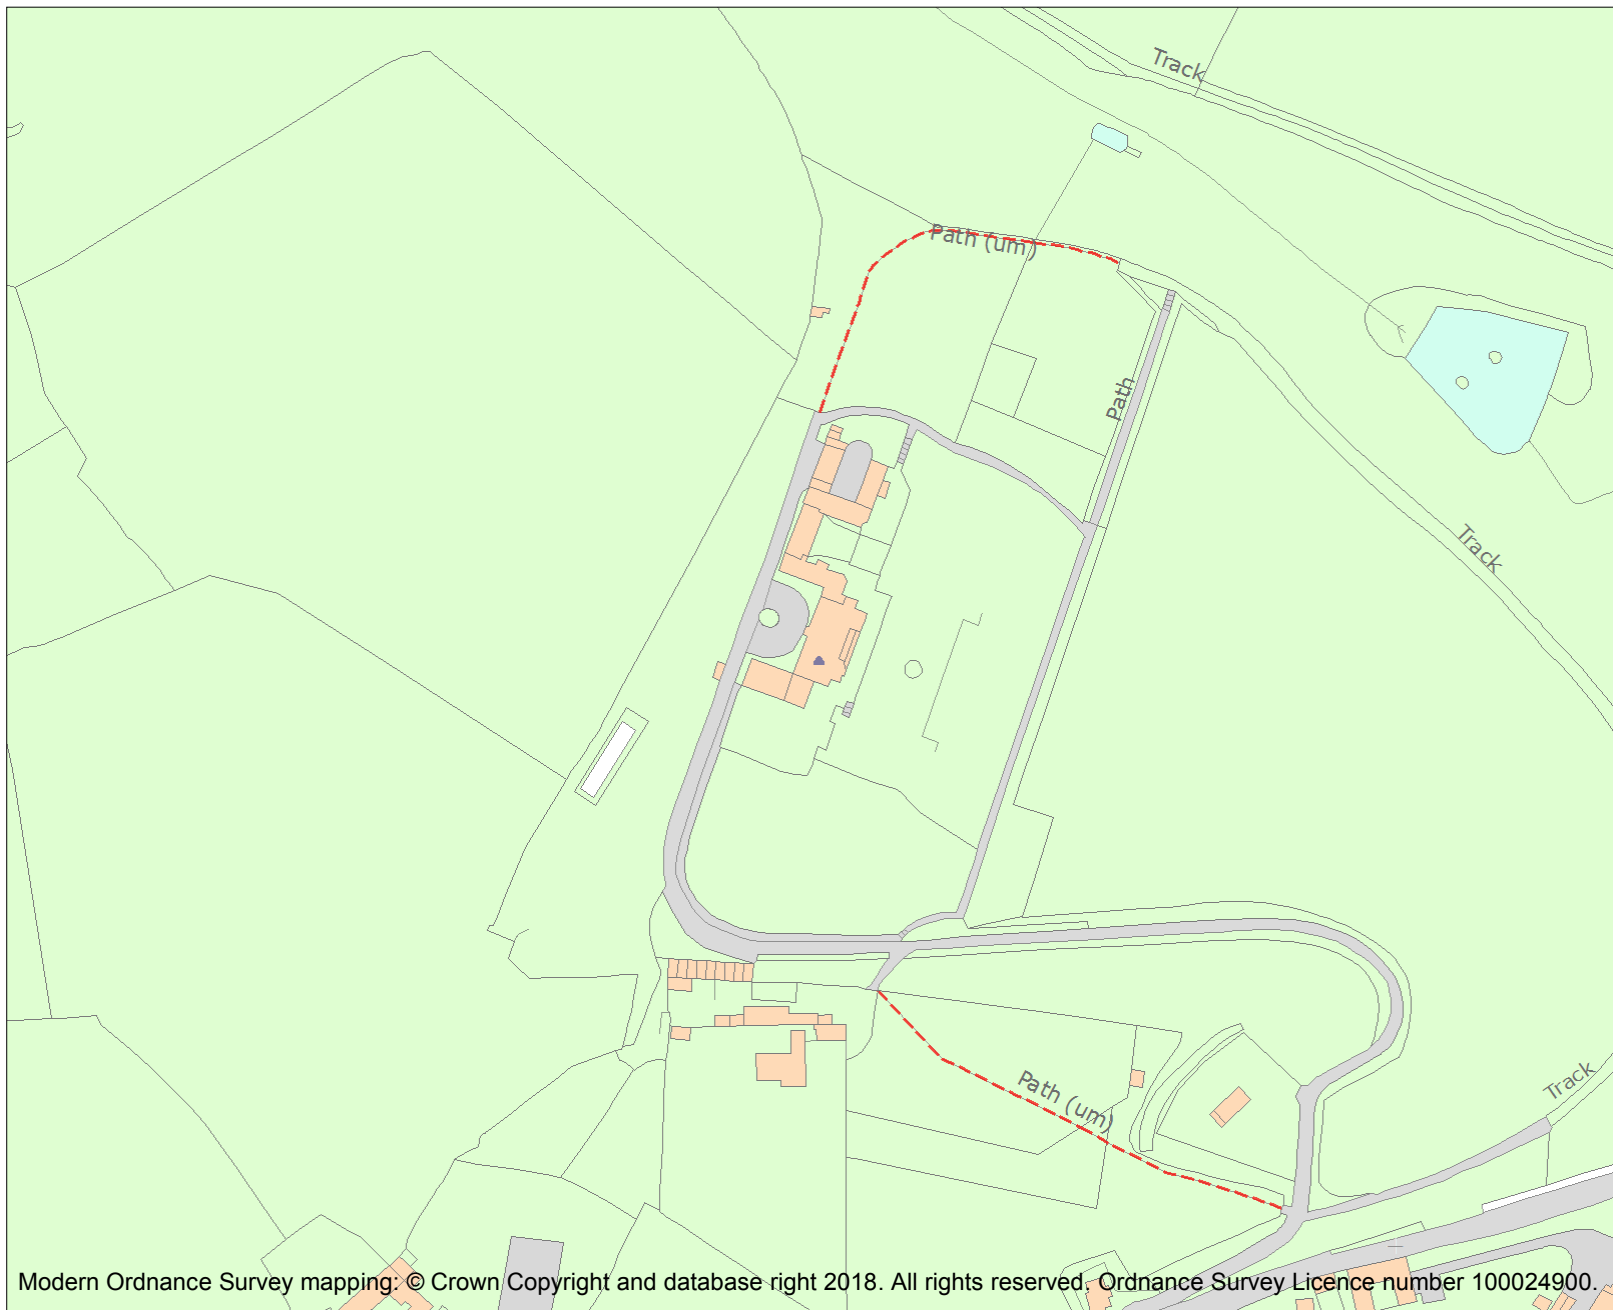 Track
Path (um)
Path
Track
Path (um)
Track
Modern Ordnance Survey mapping: © Crown Copyright and database right 2018. All rights reserved. Ordnance Survey Licence number 100024900.